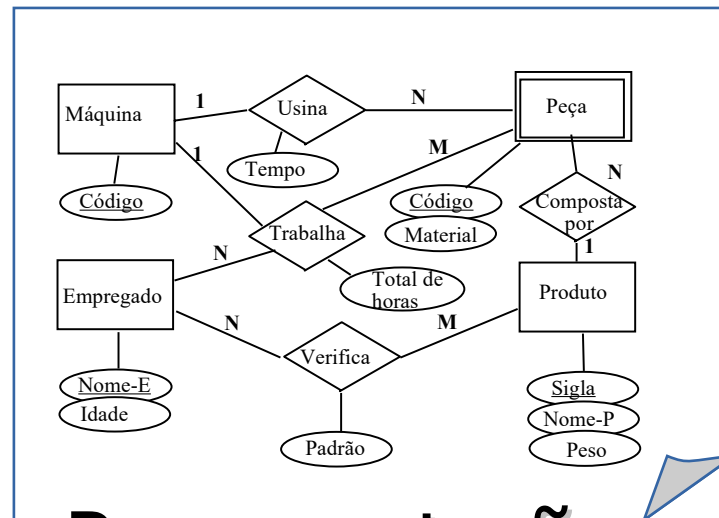 1
Usina
N
Peça
Máquina
1
M
Tempo
N
Código
Código
Composta
por
Trabalha
Material
N
1
Empregado
Total de
horas
Produto
N
M
Verifica
Nome-E
Sigla
Idade
Nome-P
Padrão
Peso